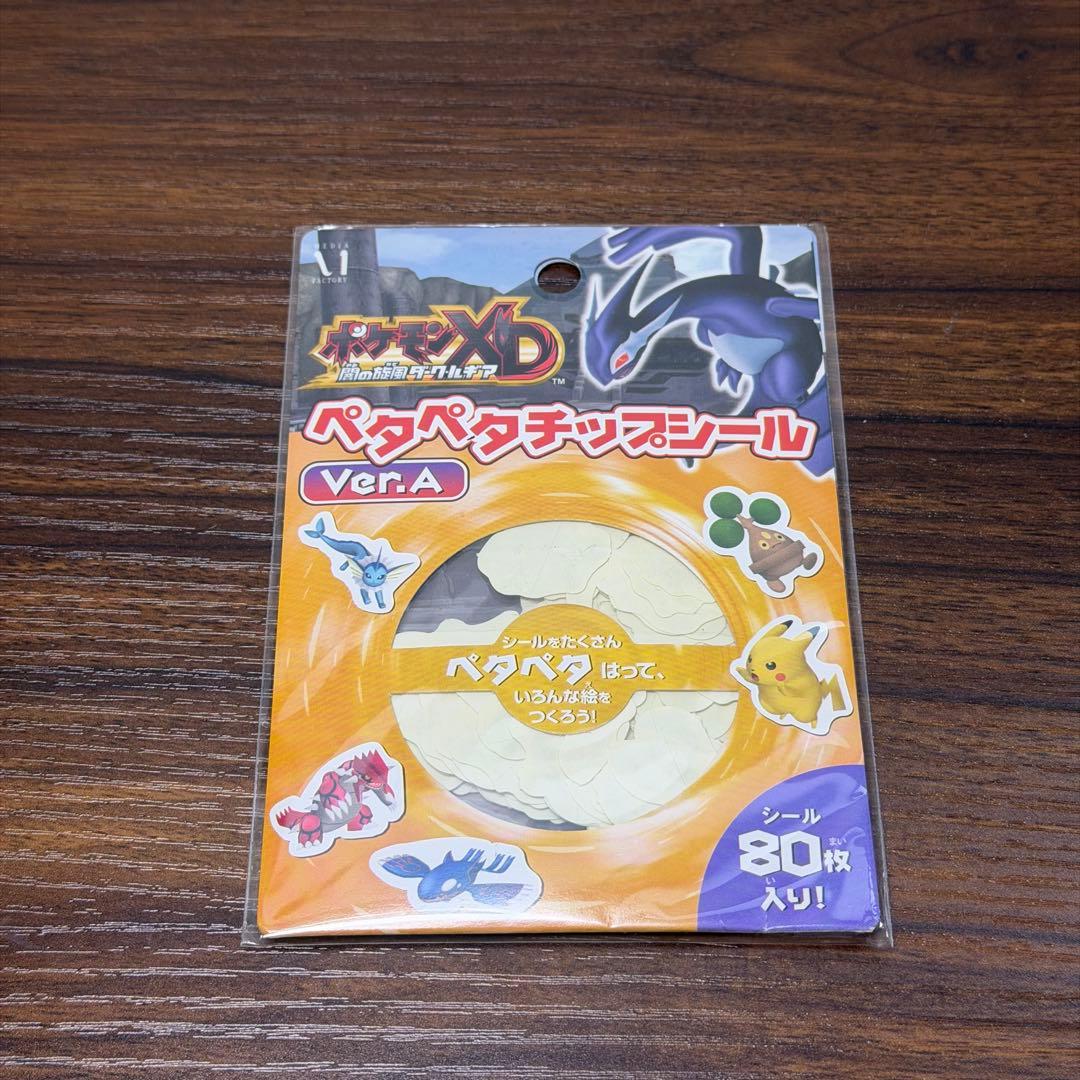 MEDIA
M
FACTORY
ポケモンXD
闇の旋風ダーク・ルギア
TM
ペタペタチップシール
Ver.A
シールをたくさん
ペタペタはって、
いろんな絵をつくろう!
シール
80枚
まい
入り!
い